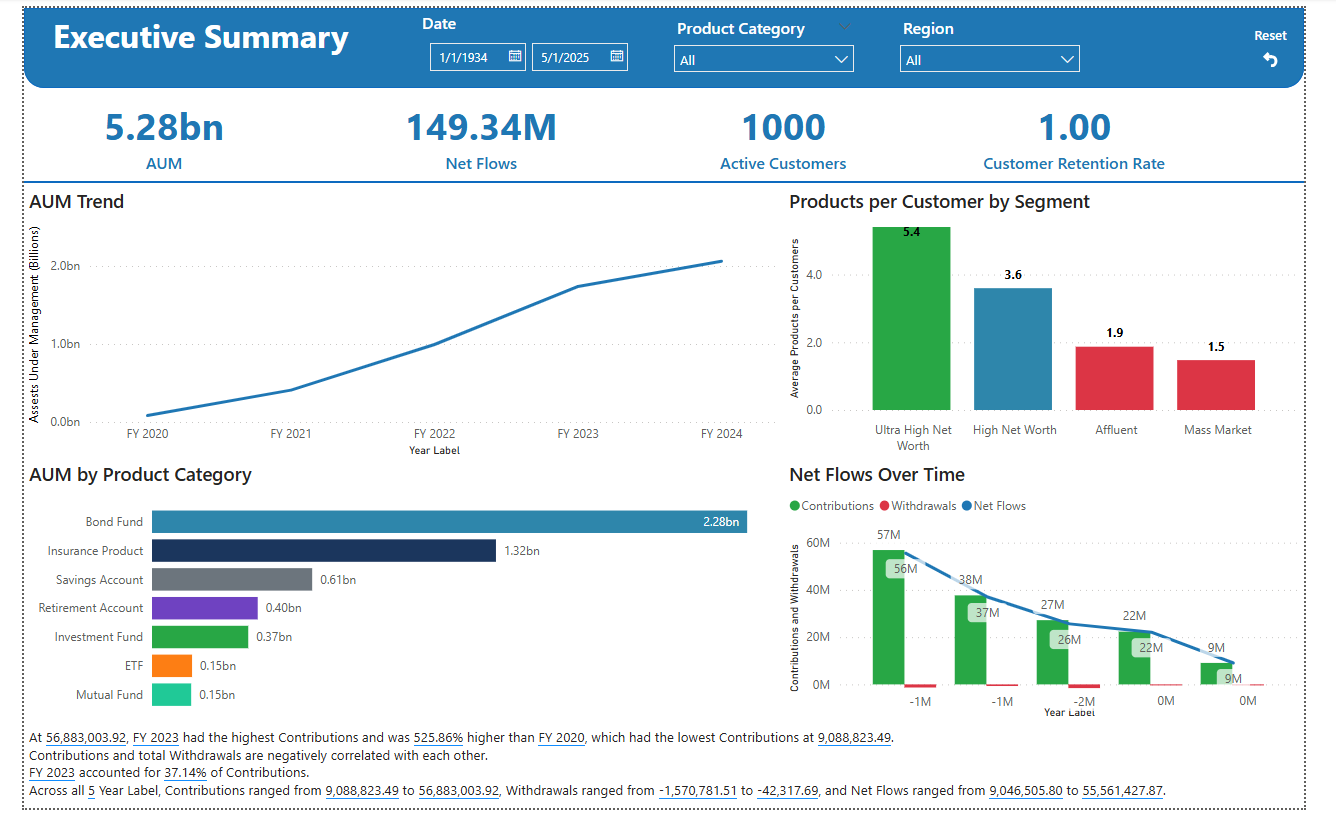 Executive Summary
Date
1/1/1934
5/1/2025
Product Category
All
Region
All
Reset
5.28bn
AUM
149.34M
Net Flows
1000
Active Customers
1.00
Customer Retention Rate
AUM Trend
Assests Under Management (Billions)
2.0bn
1.0bn
0.0bn
FY 2020
FY 2021
FY 2022
FY 2023
FY 2024
Year Label
Products per Customer by Segment
Average Products per Customers
4.0
2.0
0.0
5.4
3.6
1.9
1.5
Ultra High Net
Worth
High Net Worth
Affluent
Mass Market
AUM by Product Category
Bond Fund
2.28bn
Insurance Product
1.32bn
Savings Account
0.61bn
Retirement Account
0.40bn
Investment Fund
0.37bn
ETF
0.15bn
Mutual Fund
0.15bn
Net Flows Over Time
Contributions
Withdrawals
Net Flows
Contributions and Withdrawals
60M
40M
20M
0M
57M
56M
38M
37M
27M
26M
22M
22M
9M
9M
-1M
-1M
-2M
0M
0M
Year Label
At 56,883,003.92, FY 2023 had the highest Contributions and was 525.86% higher than FY 2020, which had the lowest Contributions at 9,088,823.49.
Contributions and total Withdrawals are negatively correlated with each other.
FY 2023 accounted for 37.14% of Contributions.
Across all 5 Year Label, Contributions ranged from 9,088,823.49 to 56,883,003.92, Withdrawals ranged from -1,570,781.51 to -42,317.69, and Net Flows ranged from 9,046,505.80 to 55,561,427.87.